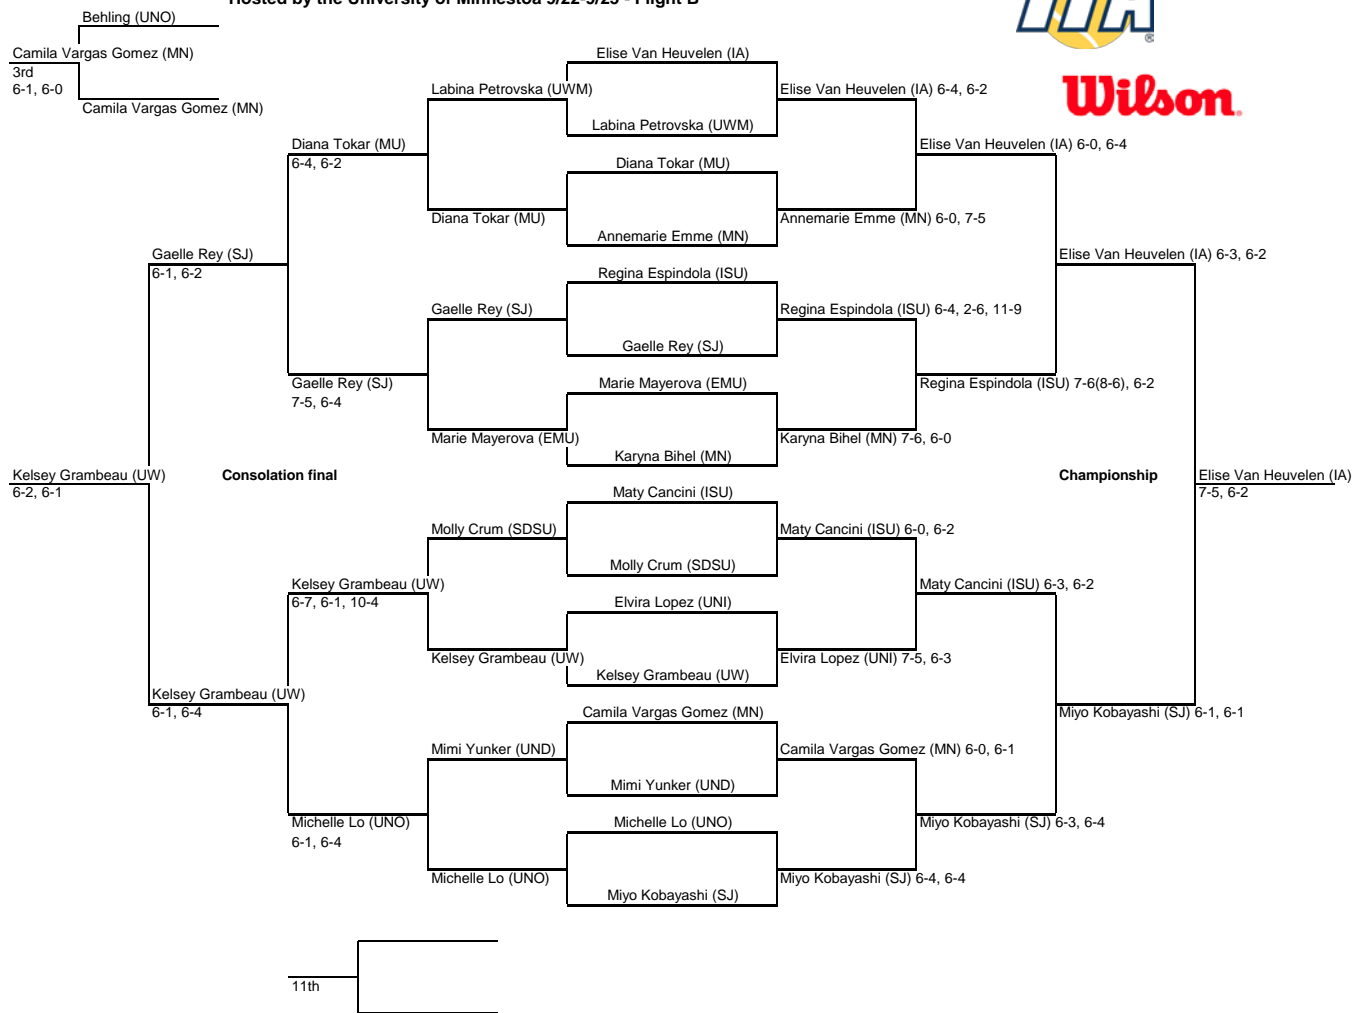 Hosted by the University of Minnestoa 9/22-9/25 - Flight B
Behling (UNO)
Camila Vargas Gomez (MN)
3rd
6-1, 6-0
Camila Vargas Gomez (MN)
ITA
®
Wilson.
Elise Van Heuvelen (IA)
Labina Petrovska (UWM)
Elise Van Heuvelen (IA) 6-4, 6-2
Labina Petrovska (UWM)
Diana Tokar (MU)
6-4, 6-2
Elise Van Heuvelen (IA) 6-0, 6-4
Diana Tokar (MU)
Diana Tokar (MU)
Annemarie Emme (MN) 6-0, 7-5
Annemarie Emme (MN)
Gaelle Rey (SJ)
6-1, 6-2
Elise Van Heuvelen (IA) 6-3, 6-2
Regina Espindola (ISU)
Gaelle Rey (SJ)
Regina Espindola (ISU) 6-4, 2-6, 11-9
Gaelle Rey (SJ)
Gaelle Rey (SJ)
7-5, 6-4
Marie Mayerova (EMU)
Regina Espindola (ISU) 7-6(8-6), 6-2
Marie Mayerova (EMU)
Karyna Bihel (MN) 7-6, 6-0
Karyna Bihel (MN)
Kelsey Grambeau (UW)
6-2, 6-1
Consolation final
Championship
Elise Van Heuvelen (IA)
7-5, 6-2
Maty Cancini (ISU)
Molly Crum (SDSU)
Maty Cancini (ISU) 6-0, 6-2
Molly Crum (SDSU)
Kelsey Grambeau (UW)
6-7, 6-1, 10-4
Maty Cancini (ISU) 6-3, 6-2
Elvira Lopez (UNI)
Kelsey Grambeau (UW)
Elvira Lopez (UNI) 7-5, 6-3
Kelsey Grambeau (UW)
Kelsey Grambeau (UW)
6-1, 6-4
Camila Vargas Gomez (MN)
Miyo Kobayashi (SJ) 6-1, 6-1
Mimi Yunker (UND)
Camila Vargas Gomez (MN) 6-0, 6-1
Mimi Yunker (UND)
Michelle Lo (UNO)
6-1, 6-4
Michelle Lo (UNO)
Miyo Kobayashi (SJ) 6-3, 6-4
Michelle Lo (UNO)
Miyo Kobayashi (SJ) 6-4, 6-4
Miyo Kobayashi (SJ)
11th